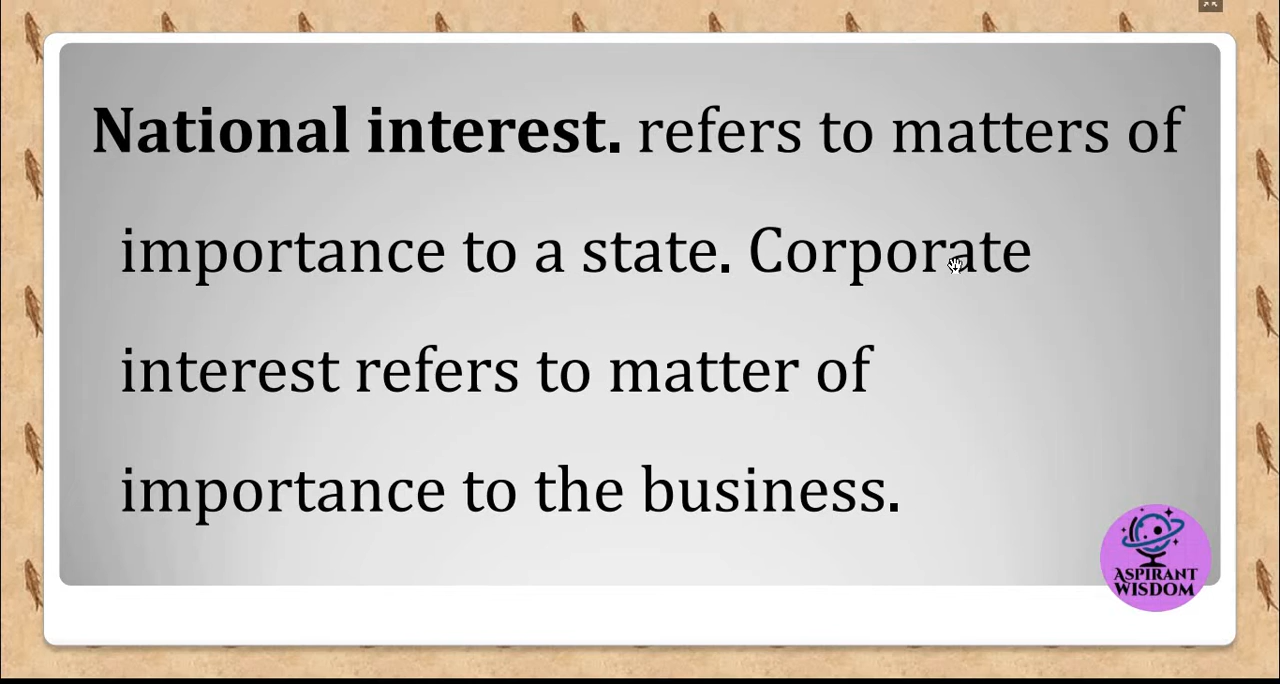 National interest. refers to matters of
importance to a state. Corporate
interest refers to matter of
importance to the business.
ASPIRANT
WISDOM